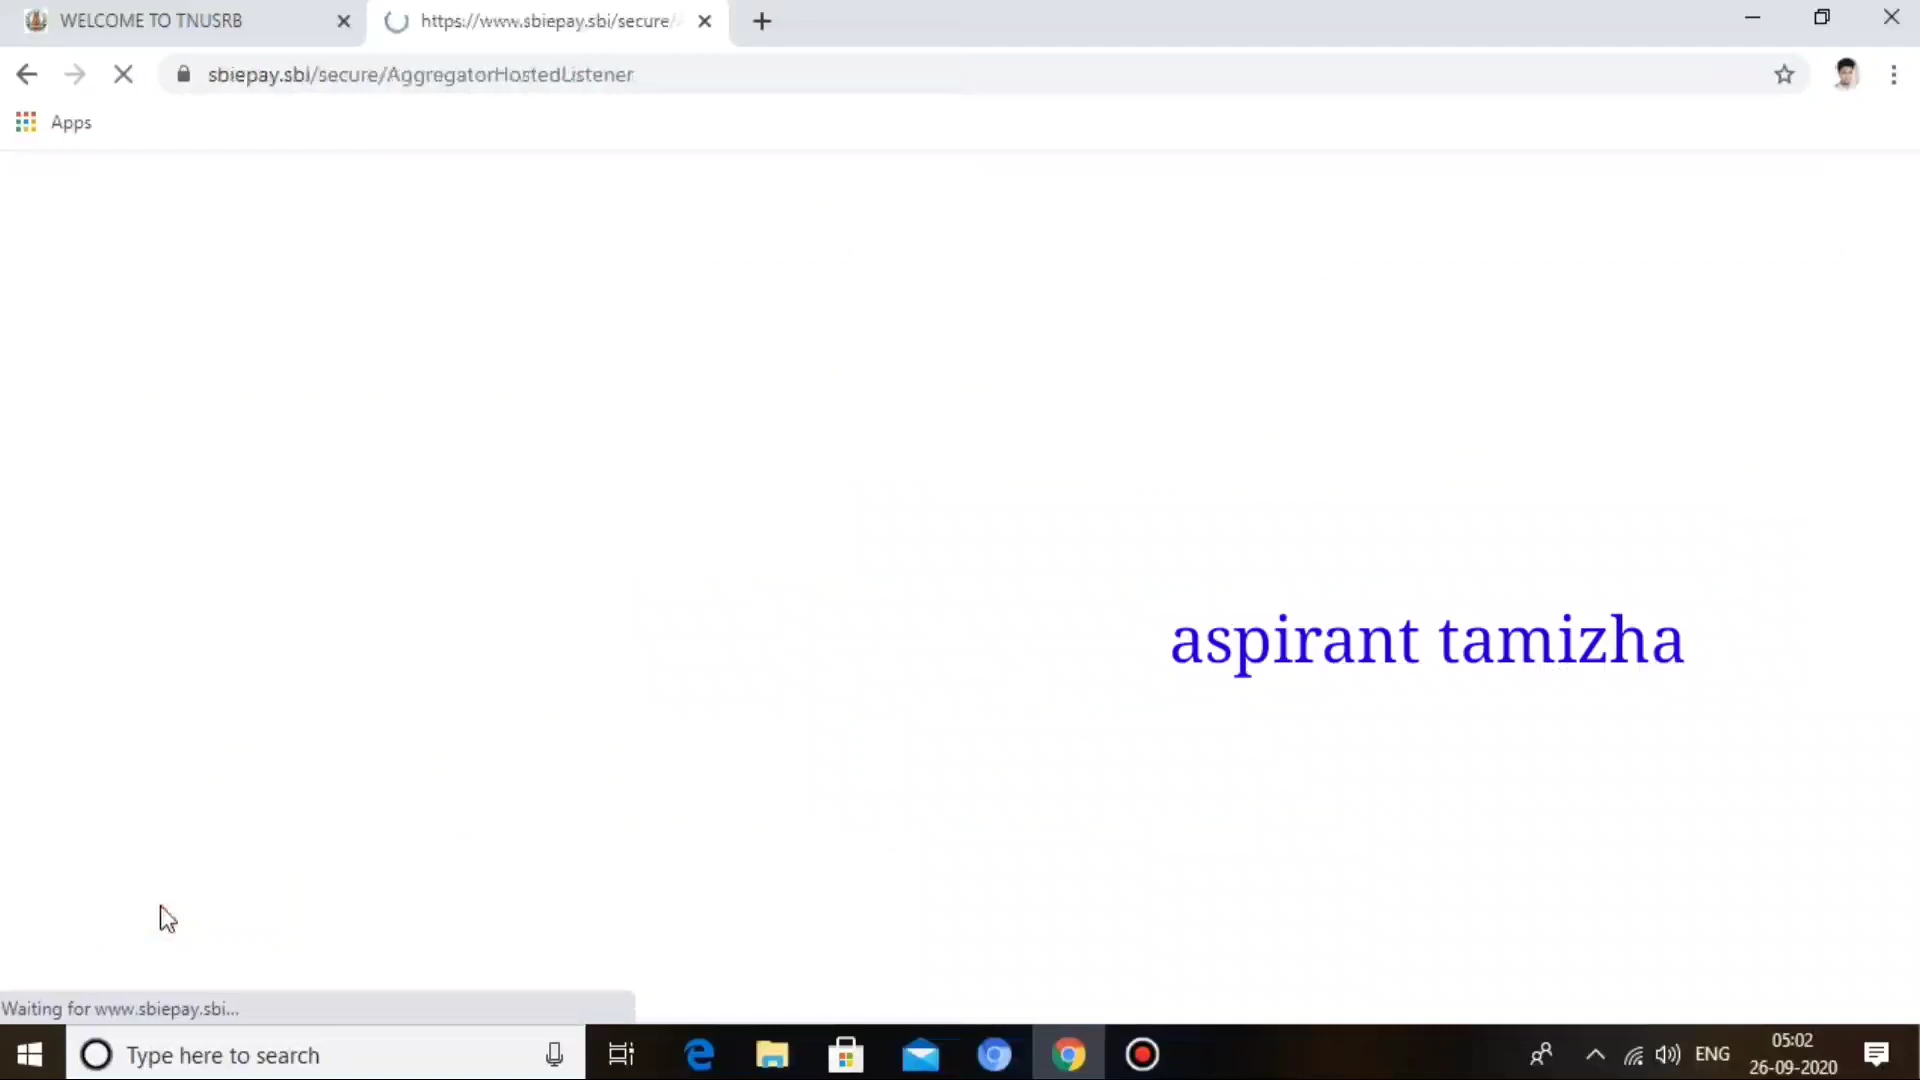 WELCOME TO TNUSRB
https://www.sbiepay.sbi/secure/
sbiepay.sbi/secure/AggregatorHostedListener
Apps
aspirant tamizha
Waiting for www.sbiepay.sbi...
Type here to search
ENG
05:02
26-09-2020